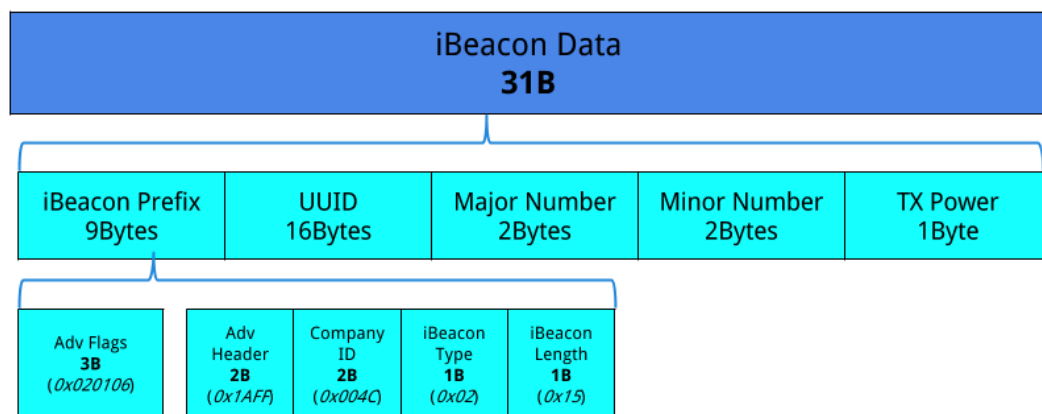 iBeacon Data
31B
iBeacon Prefix
9Bytes
UUID
16Bytes
Major Number
2Bytes
Minor Number
2Bytes
TX Power
1Byte
Adv Flags
3B
(0x020106)
Adv
Header
2B
(0x1AFF)
Company
ID
2B
(0x004C)
iBeacon
Type
1B
(0x02)
iBeacon
Length
1B
(0x15)